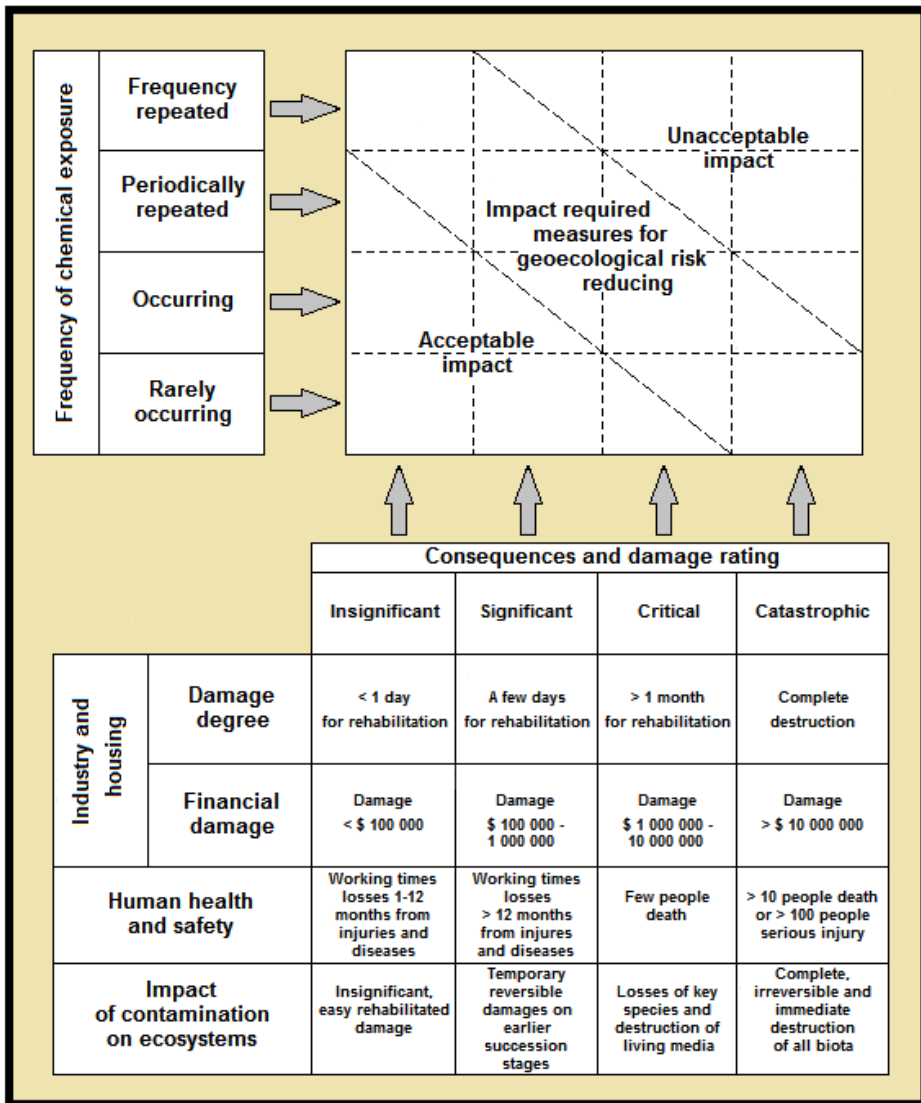 Frequency of chemical exposure
Frequency
repeated
Periodically
repeated
Occurring
Rarely
occurring
Unacceptable
impact
Impact required
measures for
geoecological risk
reducing
Acceptable
impact
Consequences and damage rating
Insignificant
Significant
Critical
Catastrophic
Industry and
housing
Damage
degree
< 1 day
for rehabilitation
A few days
for rehabilitation
> 1 month
for rehabilitation
Complete
destruction
Financial
damage
Damage
< $ 100 000
Damage
$ 100 000 -
1 000 000
Damage
$ 1 000 000 -
10 000 000
Damage
> $ 10 000 000
Human health
and safety
Working times
losses 1-12
months from
injuries and
diseases
Working times
losses
> 12 months
from injures
and diseases
Few people
death
> 10 people death
or > 100 people
serious injury
Impact
of contamination
on ecosystems
Insignificant,
easy rehabilitated
damage
Temporary
reversible
damages on
earlier
succession
stages
Losses of key
species and
destruction of
living media
Complete,
irreversible and
immediate
destruction
of all biota